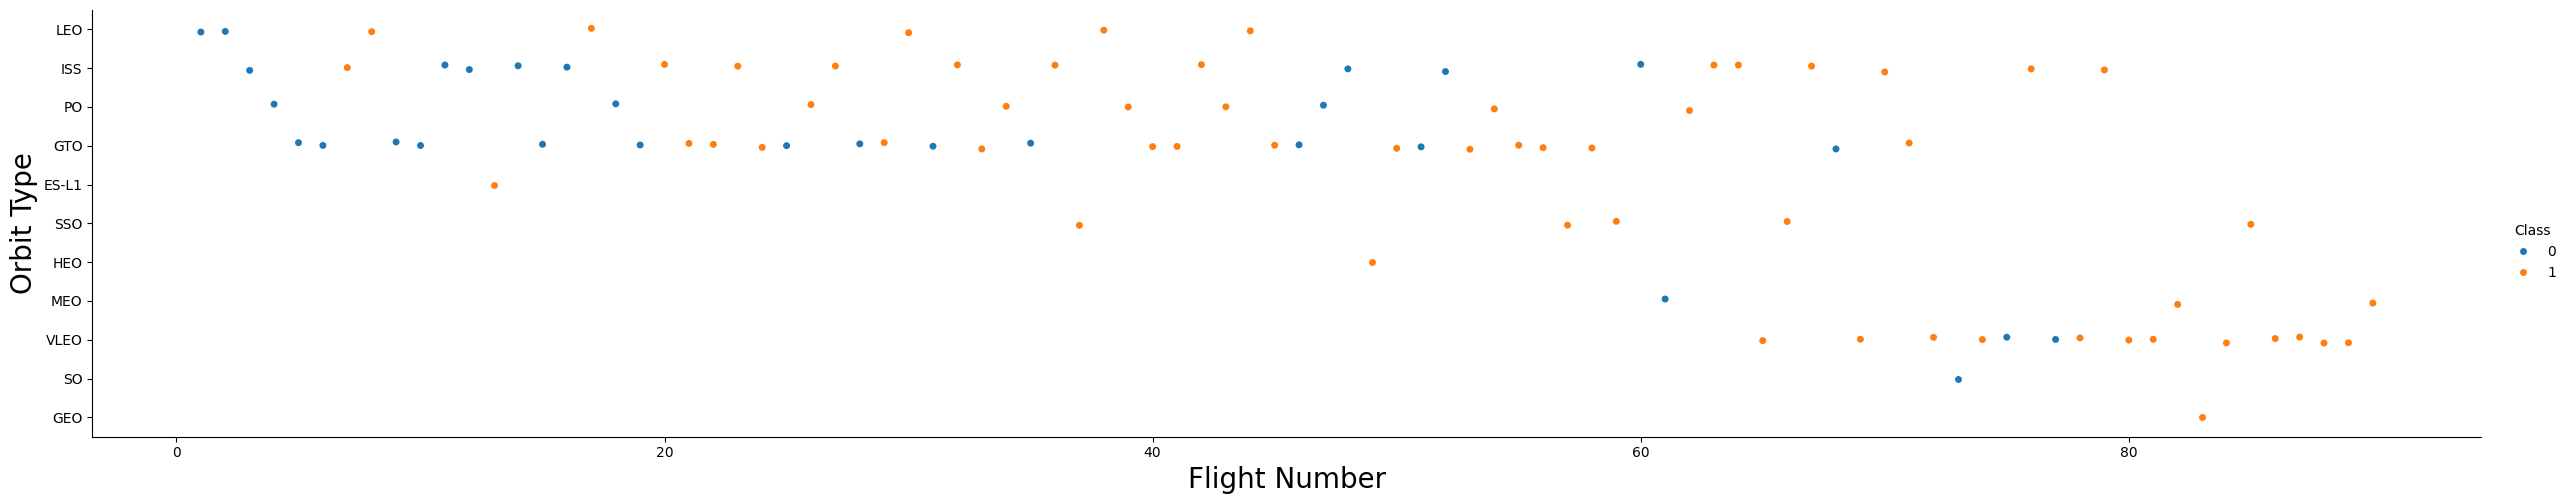 LEO
ISS
PO
GTO
ES-L1
SSO
HEO
MEO
VLEO
SO
GEO
Orbit Type
0 20 40 60 80
Flight Number
Class
0
1